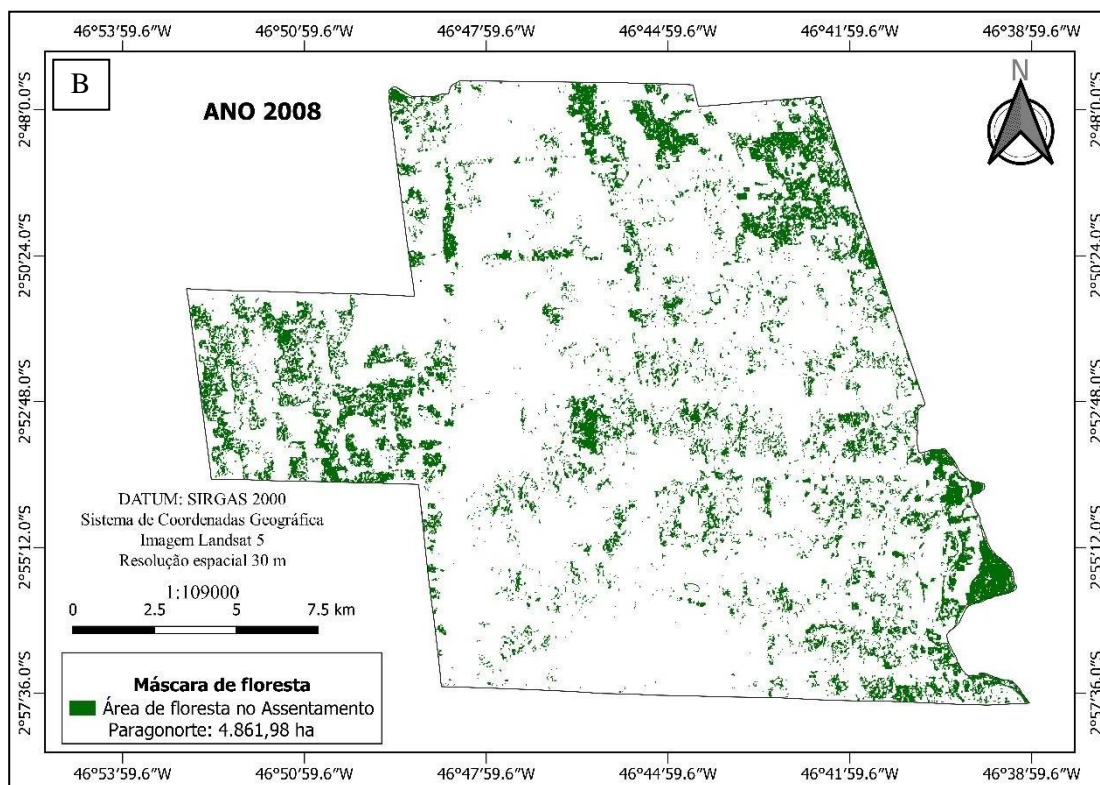 46°53'59.6"W 46°50'59.6"W 46°47'59.6"W 46°44'59.6"W 46°41'59.6"W 46°38'59.6"W
B
ANO 2008
N
2°48'0.0"S 2°48'0.0"S
2°50'24.0"S 2°50'24.0"S
2°52'48.0"S 2°52'48.0"S
DATUM: SIRGAS 2000
Sistema de Coordenadas Geográfica
Imagem Landsat 5
Resolução espacial 30 m
2°55'12.0"S 2°55'12.0"S
1:109000
0 2.5 5 7.5 km
Máscara de floresta
Área de floresta no Assentamento
Paragonorte: 4.861,98 ha
2°57'36.0"S 2°57'36.0"S
46°53'59.6"W 46°50'59.6"W 46°47'59.6"W 46°44'59.6"W 46°41'59.6"W 46°38'59.6"W